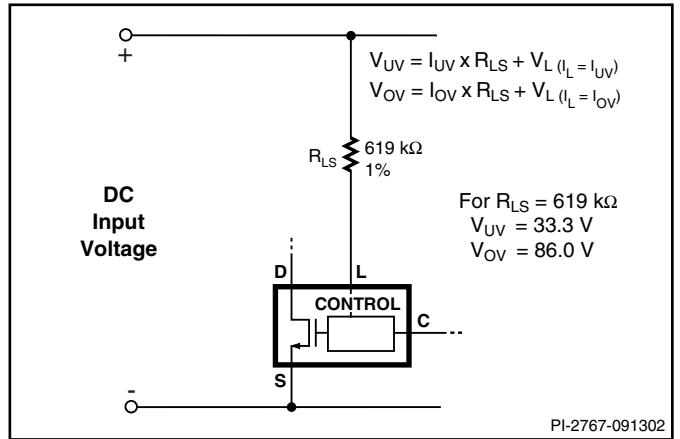 +
V_UV = I_UV x R_LS + V_L (I_L = I_UV)
V_OV = I_OV x R_LS + V_L (I_L = I_OV)
R_LS
619 kΩ
1%
DC
Input
Voltage
For R_LS = 619 kΩ
V_UV = 33.3 V
V_OV = 86.0 V
D
L
CONTROL
C
S
-
PI-2767-091302